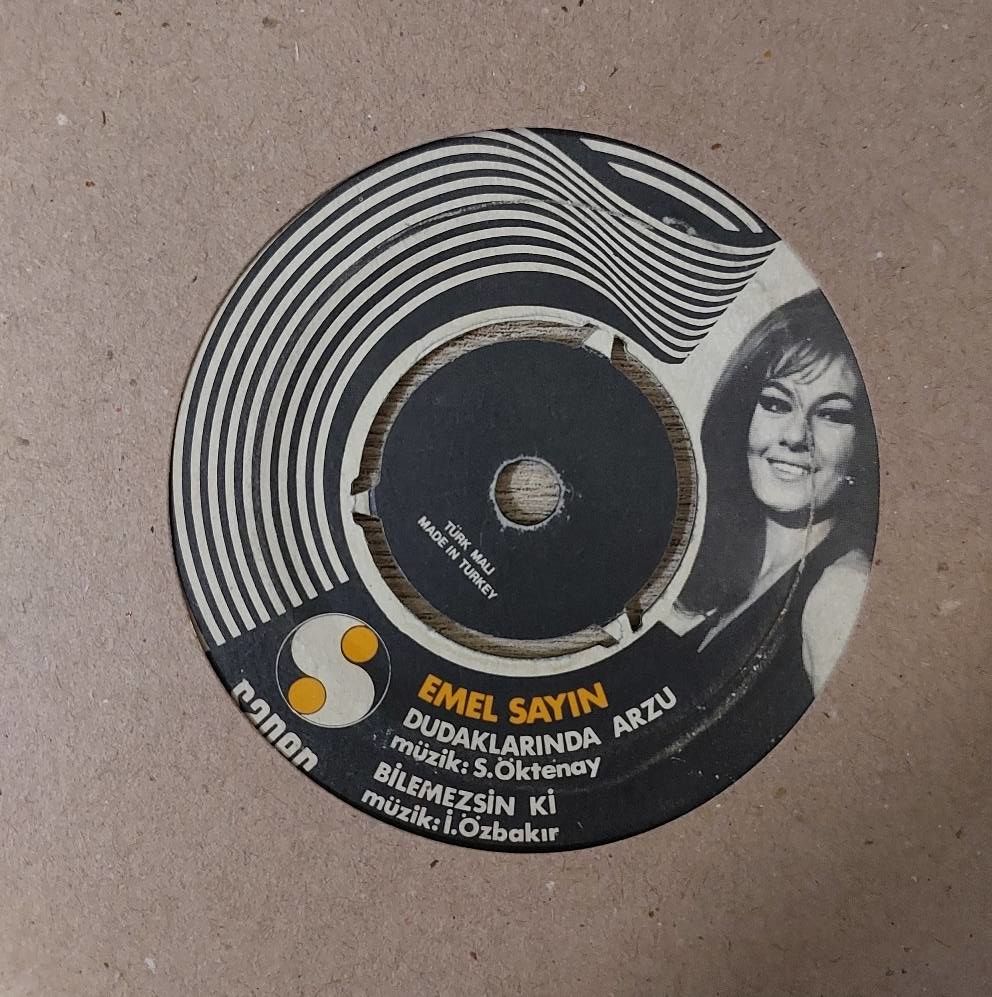 TÜRK MALI
MADE IN TURKEY
EMEL SAYIN
DUDAKLARINDA ARZU
müzik: S.Öktenay
BİLEMEZSİN Kİ
müzik: İ.Özbakır